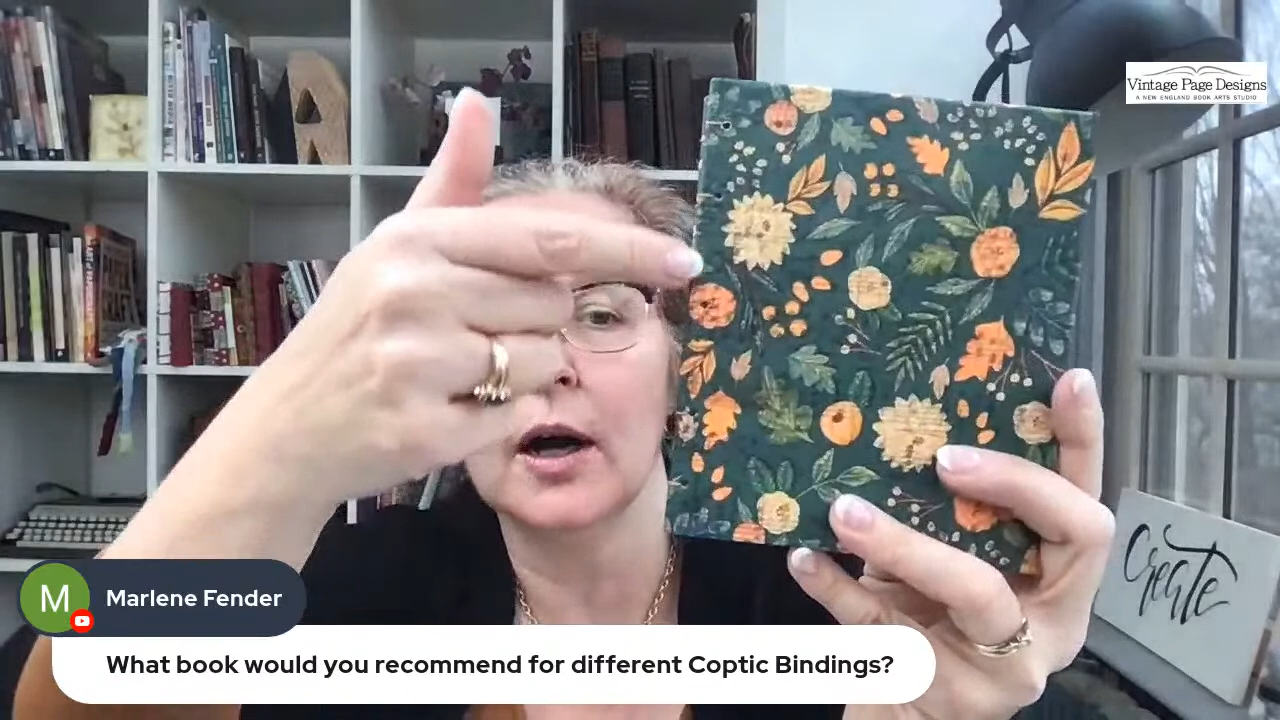 Vintage Page Designs
A NEW ENGLAND BOOK ARTS STUDIO
A
Create
M
Marlene Fender
What book would you recommend for different Coptic Bindings?